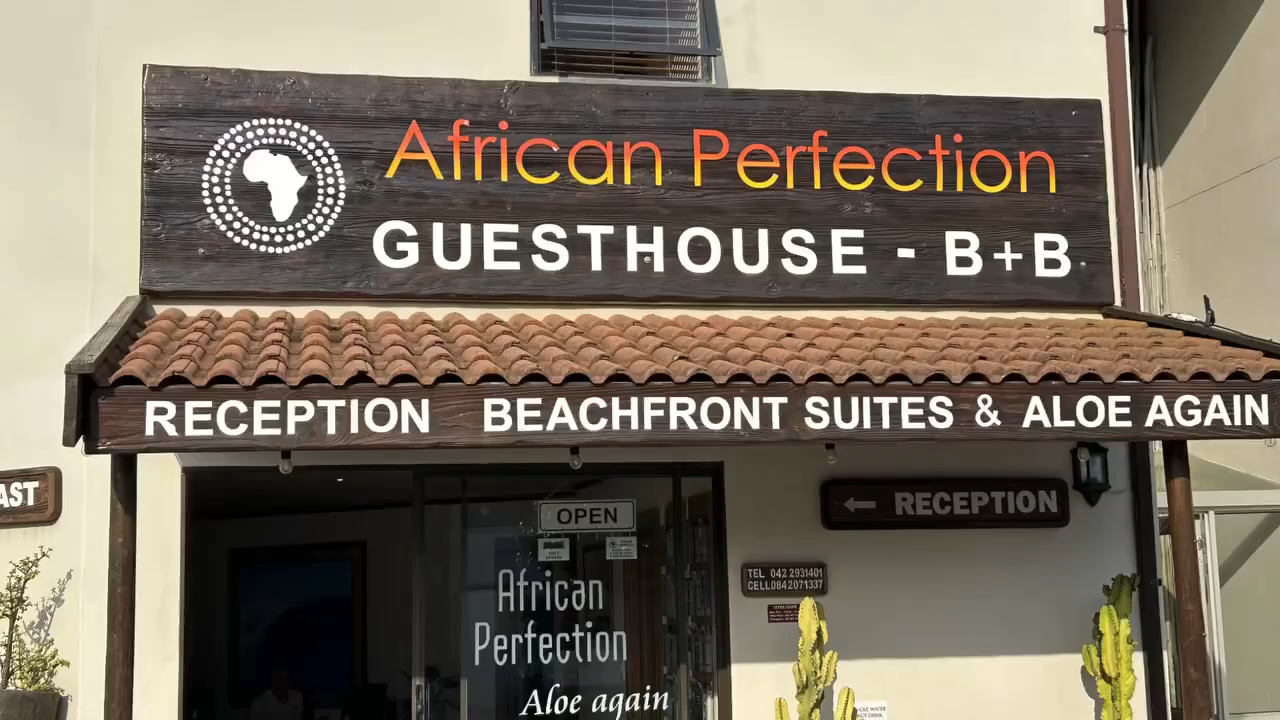 African Perfection
GUESTHOUSE - B+B
RECEPTION BEACHFRONT SUITES & ALOE AGAIN
AST
← RECEPTION
OPEN
TEL 042 2931401
CELL 0842071337
African
Perfection
Aloe again